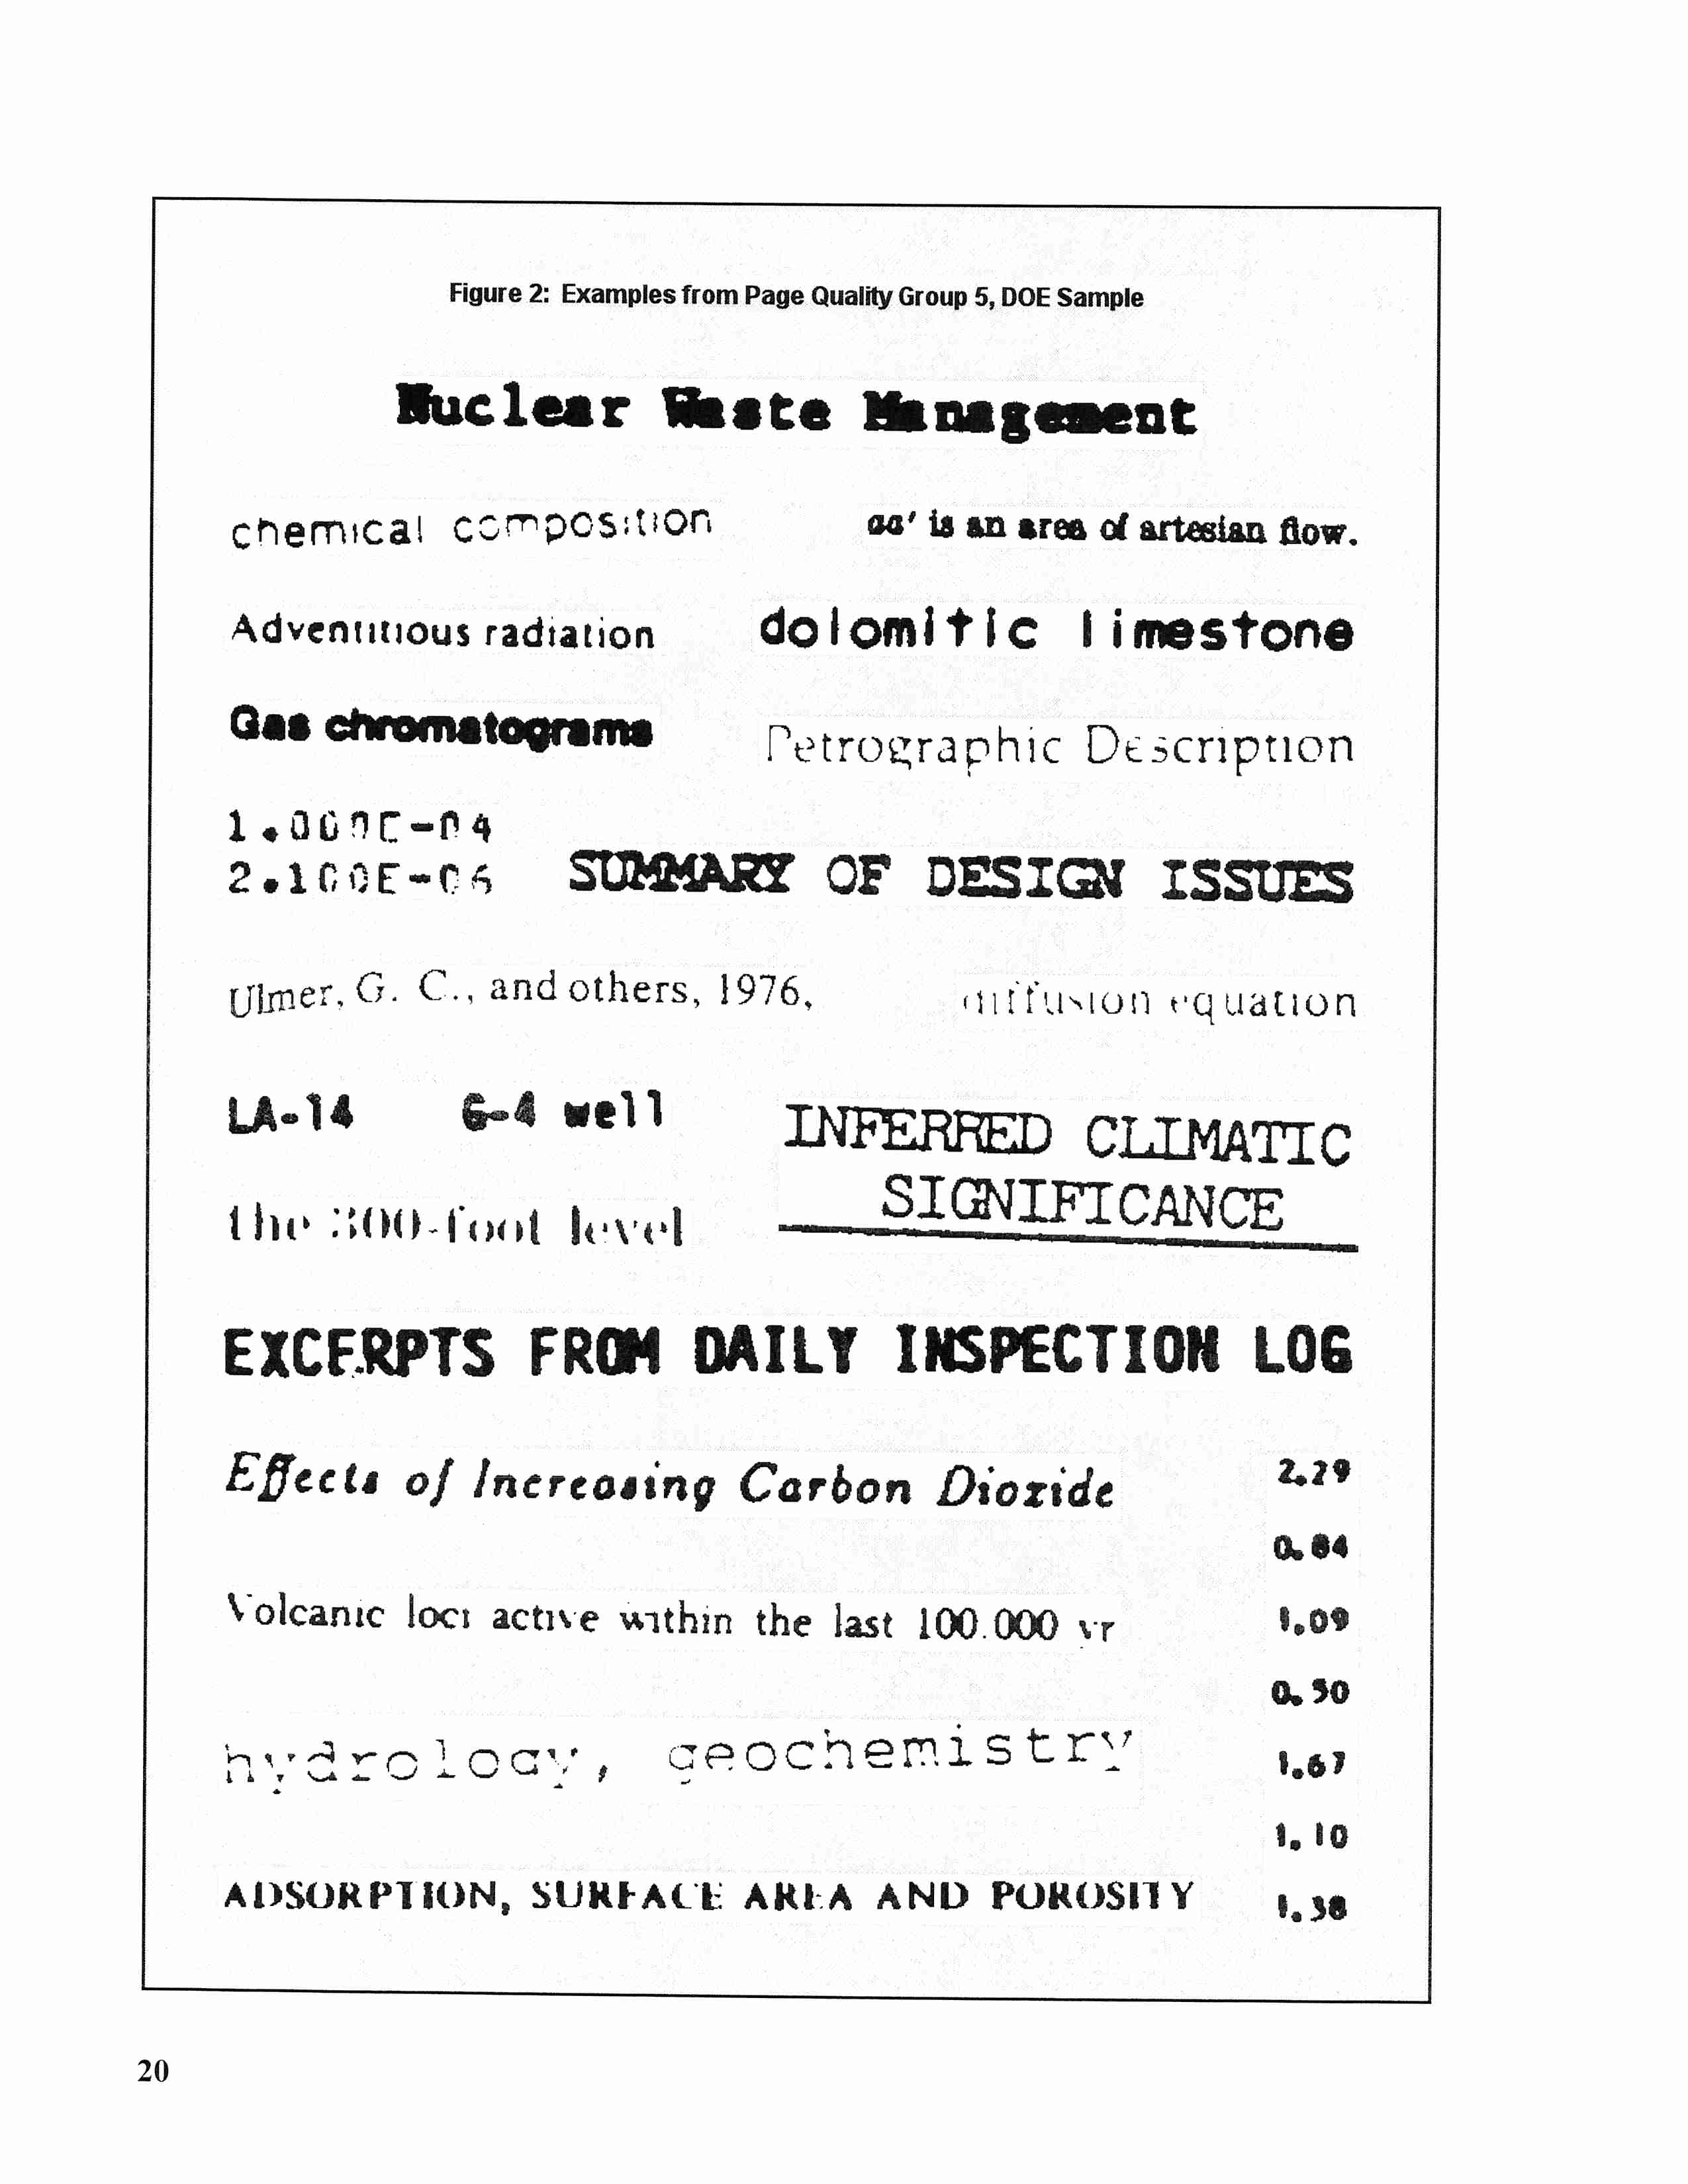 Figure 2: Examples from Page Quality Group 5, DOE Sample
Nuclear Waste Management
chemical composition
aa' is an area of artesian flow.
Adventitious radiation
dolomitic limestone
Gas chromatograms
Petrographic Description
1.000E-04
2.100E-06
SUMMARY OF DESIGN ISSUES
Ulmer, G. C., and others, 1976,
diffusion equation
LA-14 G-4 well
INFERRED CLIMATIC
SIGNIFICANCE
the 300-foot level
EXCERPTS FROM DAILY INSPECTION LOG
Effects of Increasing Carbon Dioxide
2.29
0.84
Volcanic loci active within the last 100.000 yr
1.09
0.50
hydrology, geochemistry
1.67
1.10
ADSORPTION, SURFACE AREA AND POROSITY
1.38
20